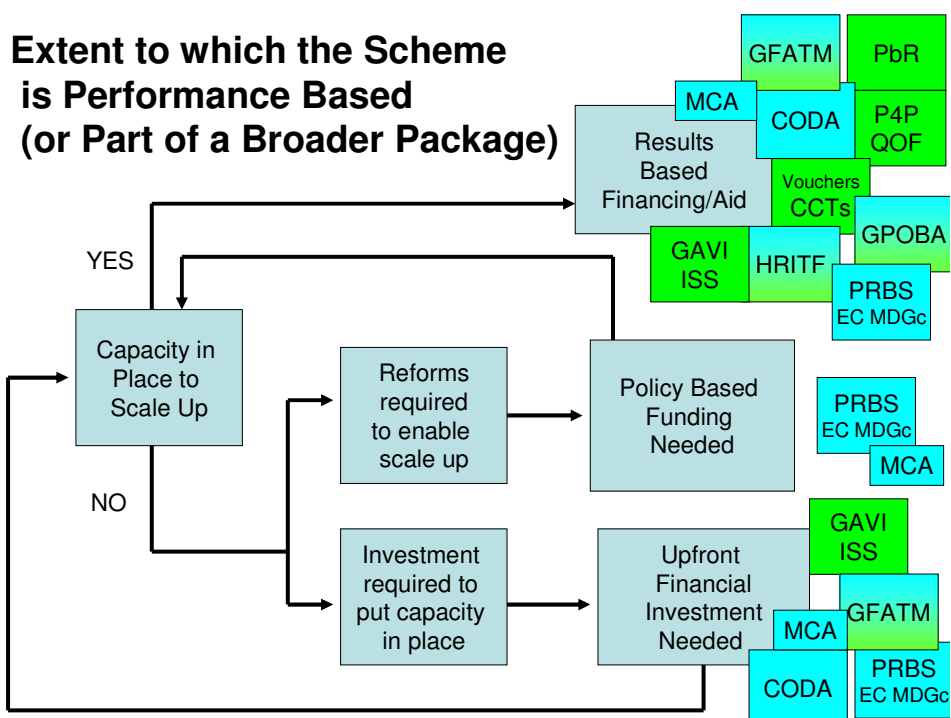 Extent to which the Scheme
is Performance Based
(or Part of a Broader Package)
GFATM
PbR
MCA
CODA
P4P
QOF
Results
Based
Financing/Aid
Vouchers
CCTs
GPOBA
GAVI
ISS
HRITF
PRBS
EC MDGc
YES
Capacity in
Place to
Scale Up
Reforms
required
to enable
scale up
Policy Based
Funding
Needed
PRBS
EC MDGc
MCA
NO
Investment
required to
put capacity
in place
Upfront
Financial
Investment
Needed
GAVI
ISS
GFATM
MCA
CODA
PRBS
EC MDGc